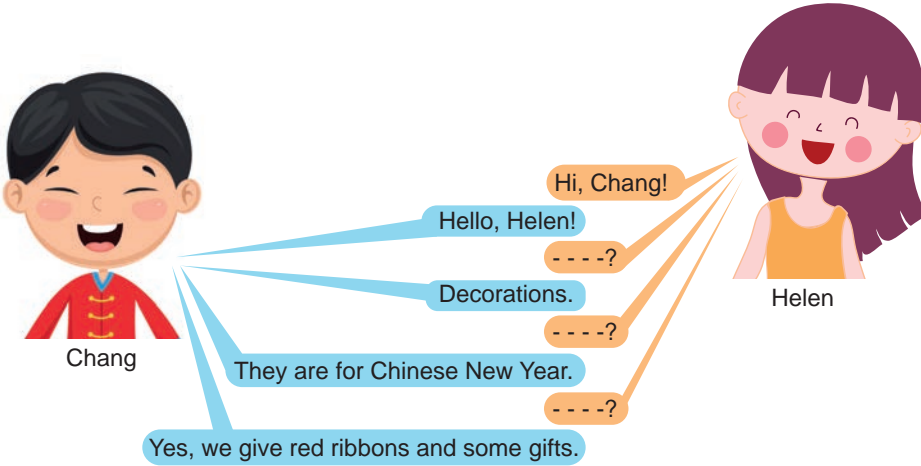 Hi, Chang!
Hello, Helen!
- - - -?
Decorations.
- - - -?
They are for Chinese New Year.
- - - -?
Yes, we give red ribbons and some gifts.
Chang
Helen